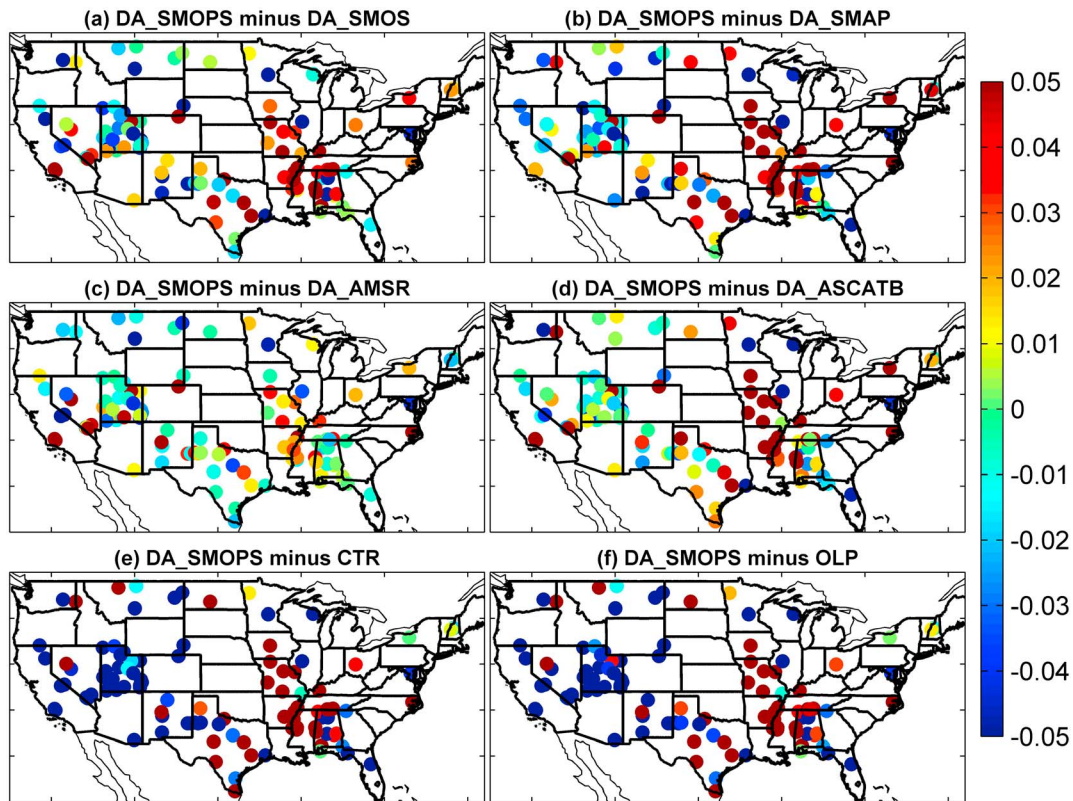 (a) DA_SMOPS minus DA_SMOS
(b) DA_SMOPS minus DA_SMAP
(c) DA_SMOPS minus DA_AMSR
(d) DA_SMOPS minus DA_ASCATB
(e) DA_SMOPS minus CTR
(f) DA_SMOPS minus OLP
0.05
0.04
0.03
0.02
0.01
0
-0.01
-0.02
-0.03
-0.04
-0.05